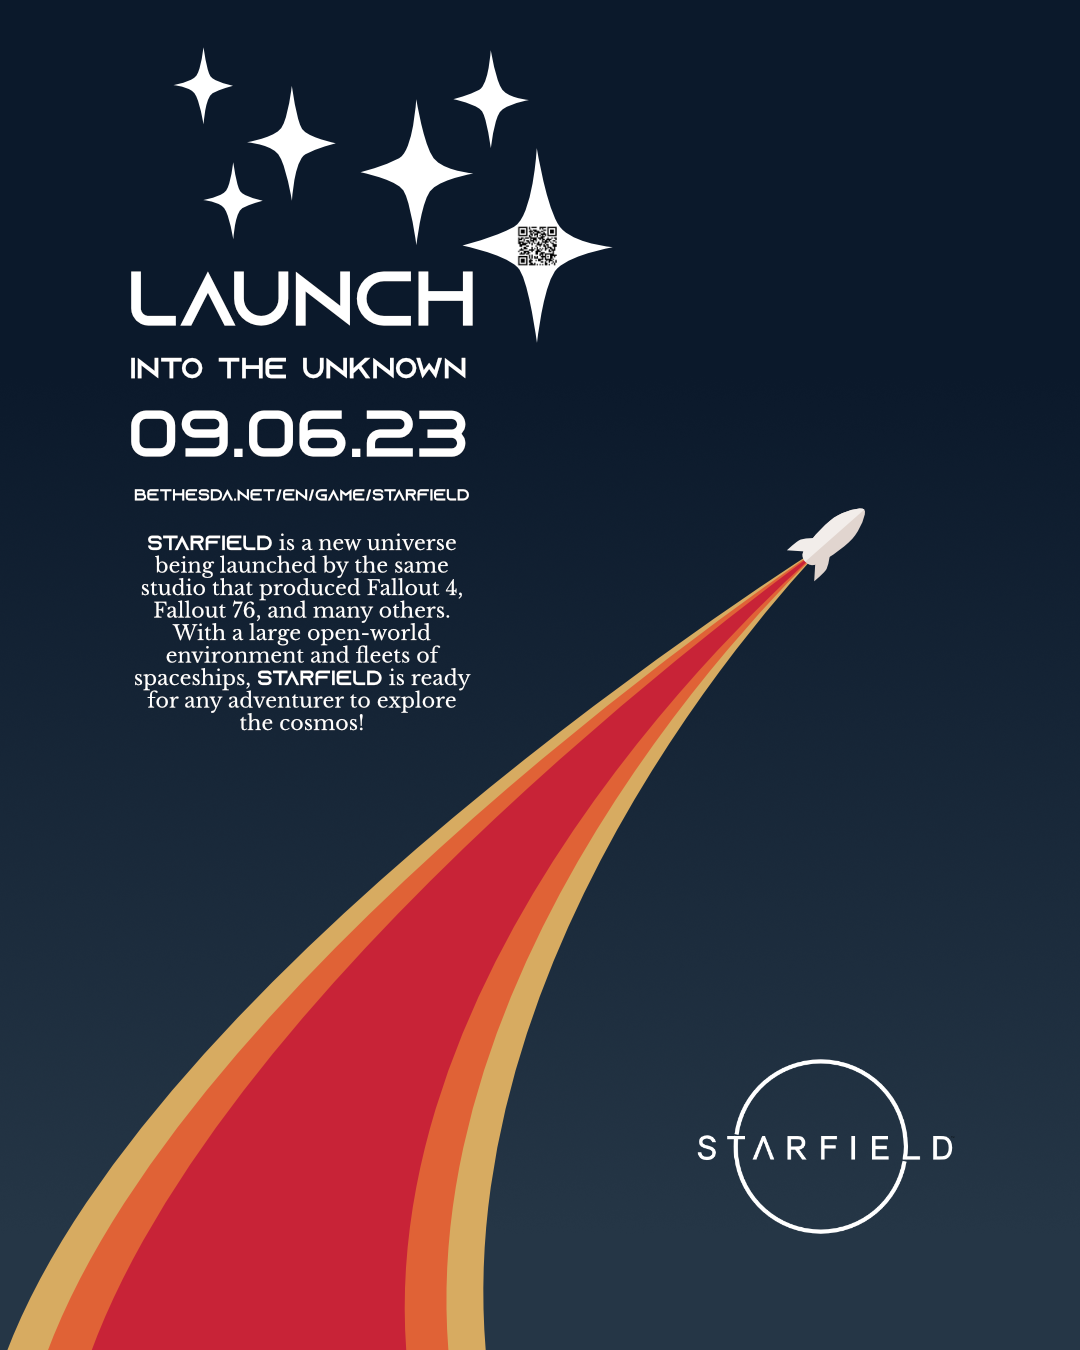 LAUNCH
INTO THE UNKNOWN
09.06.23
BETHESDA.NET/EN/GAME/STARFIELD
STARFIELD is a new universe
being launched by the same
studio that produced Fallout 4,
Fallout 76, and many others.
With a large open-world
environment and fleets of
spaceships, STARFIELD is ready
for any adventurer to explore
the cosmos!
STARFIELD